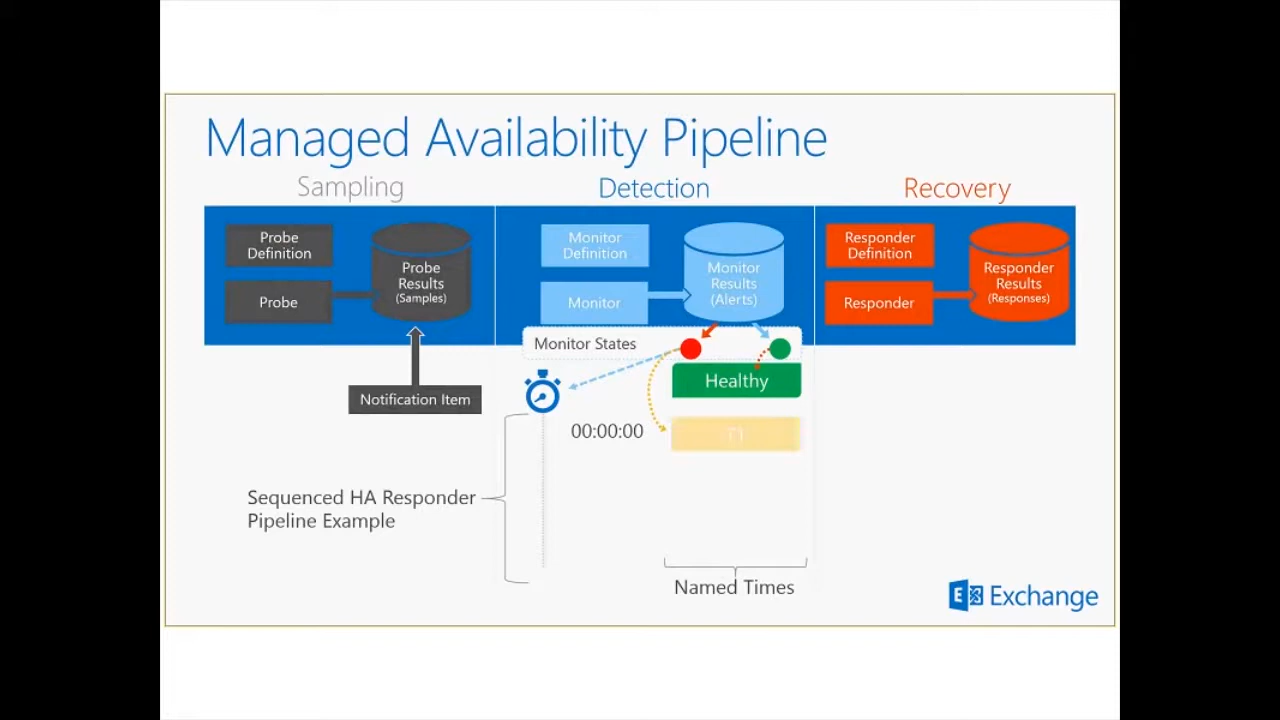 Managed Availability Pipeline
Sampling
Detection
Recovery
Probe
Definition
Probe
Probe
Results
(Samples)
Monitor
Definition
Monitor
Monitor
Results
(Alerts)
Responder
Definition
Responder
Responder
Results
(Responses)
Monitor States
Healthy
Notification Item
00:00:00
T1
Sequenced HA Responder
Pipeline Example
Named Times
E Exchange